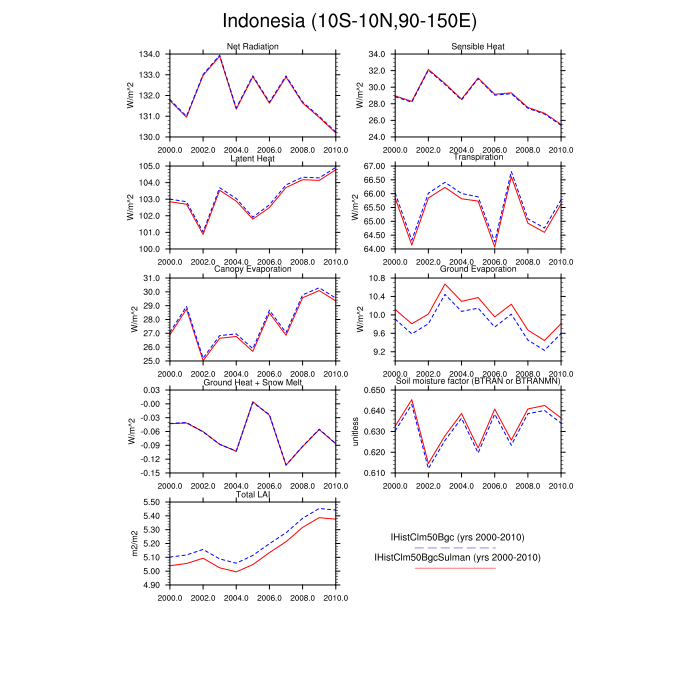 Indonesia (10S-10N,90-150E)
Net Radiation
W/m^2
134.0
133.0
132.0
131.0
130.0
2000.0 2002.0 2004.0 2006.0 2008.0 2010.0
Sensible Heat
W/m^2
34.0
32.0
30.0
28.0
26.0
24.0
2000.0 2002.0 2004.0 2006.0 2008.0 2010.0
Latent Heat
W/m^2
105.0
104.0
103.0
102.0
101.0
100.0
2000.0 2002.0 2004.0 2006.0 2008.0 2010.0
Transpiration
W/m^2
67.00
66.50
66.00
65.50
65.00
64.50
64.00
2000.0 2002.0 2004.0 2006.0 2008.0 2010.0
Canopy Evaporation
W/m^2
31.0
30.0
29.0
28.0
27.0
26.0
25.0
2000.0 2002.0 2004.0 2006.0 2008.0 2010.0
Ground Evaporation
W/m^2
10.8
10.4
10.0
9.6
9.2
2000.0 2002.0 2004.0 2006.0 2008.0 2010.0
Ground Heat + Snow Melt
W/m^2
0.03
-0.00
-0.03
-0.06
-0.09
-0.12
-0.15
2000.0 2002.0 2004.0 2006.0 2008.0 2010.0
Soil moisture factor (BTRAN or BTRANMN)
unitless
0.650
0.640
0.630
0.620
0.610
2000.0 2002.0 2004.0 2006.0 2008.0 2010.0
Total LAI
m2/m2
5.50
5.40
5.30
5.20
5.10
5.00
4.90
2000.0 2002.0 2004.0 2006.0 2008.0 2010.0
IHistClm50Bgc (yrs 2000-2010)
IHistClm50BgcSulman (yrs 2000-2010)